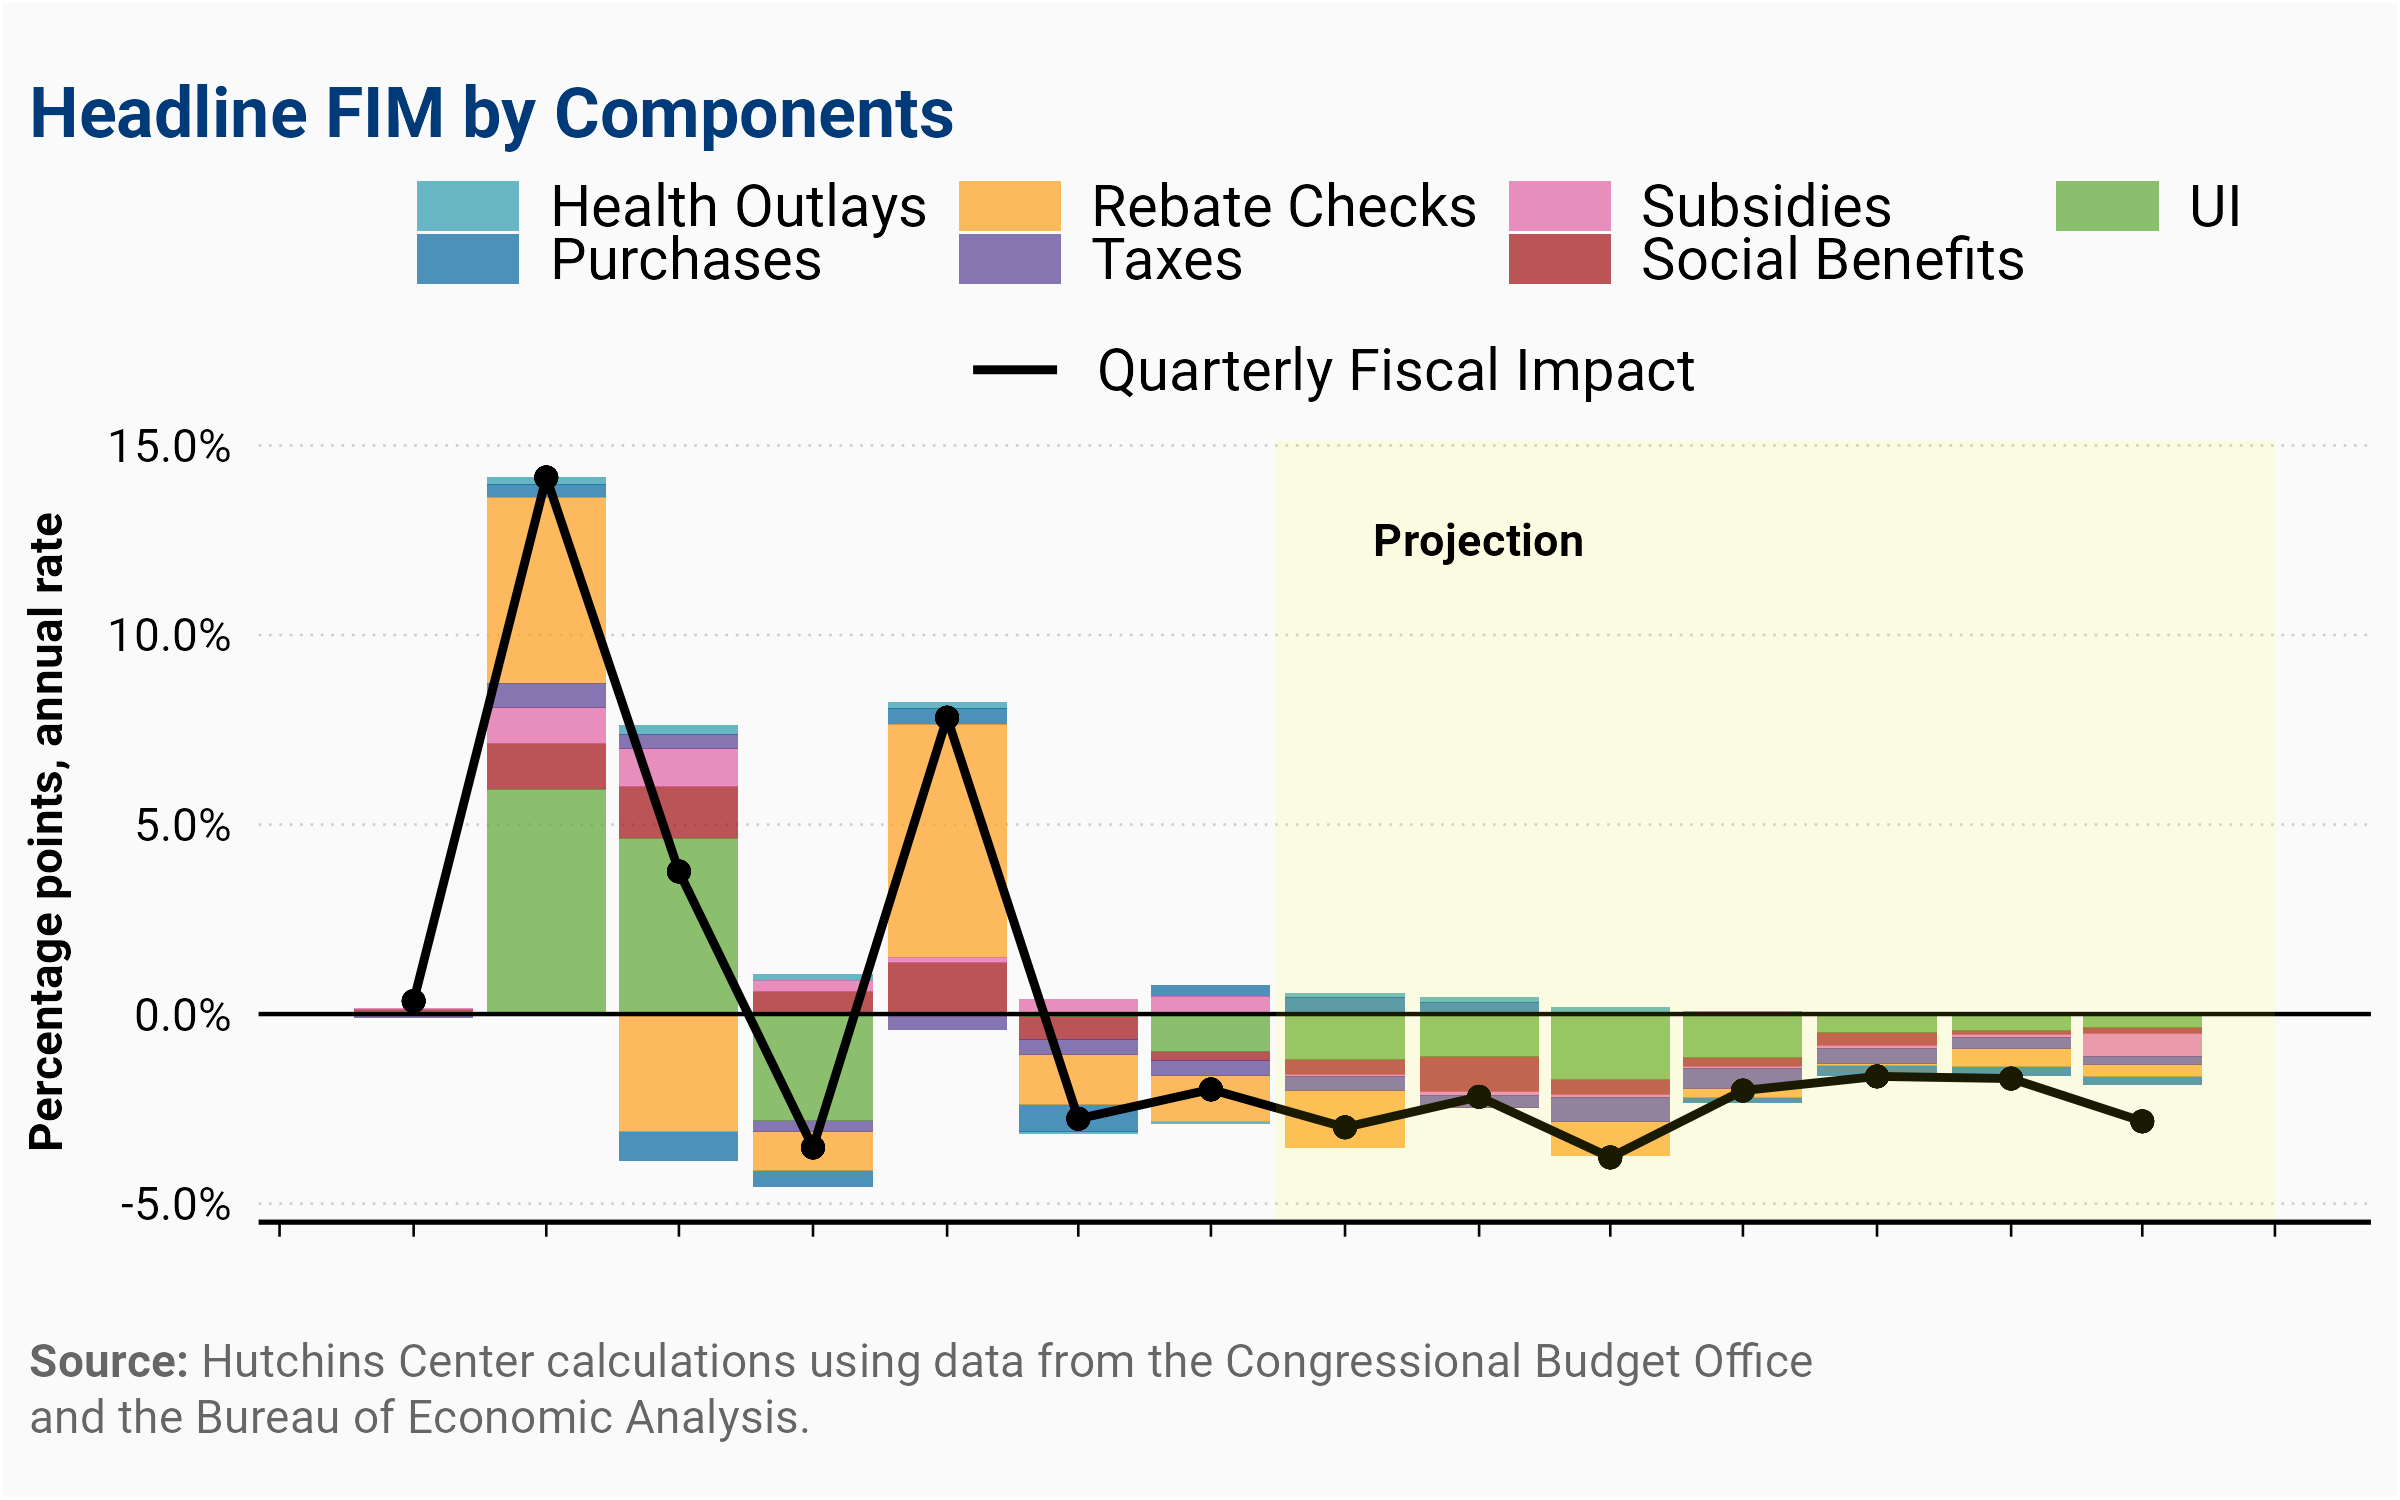 Headline FIM by Components
Health Outlays Rebate Checks Subsidies UI
Purchases Taxes Social Benefits
Quarterly Fiscal Impact
Percentage points, annual rate
15.0%
10.0%
5.0%
0.0%
-5.0%
Projection
Source: Hutchins Center calculations using data from the Congressional Budget Office
and the Bureau of Economic Analysis.